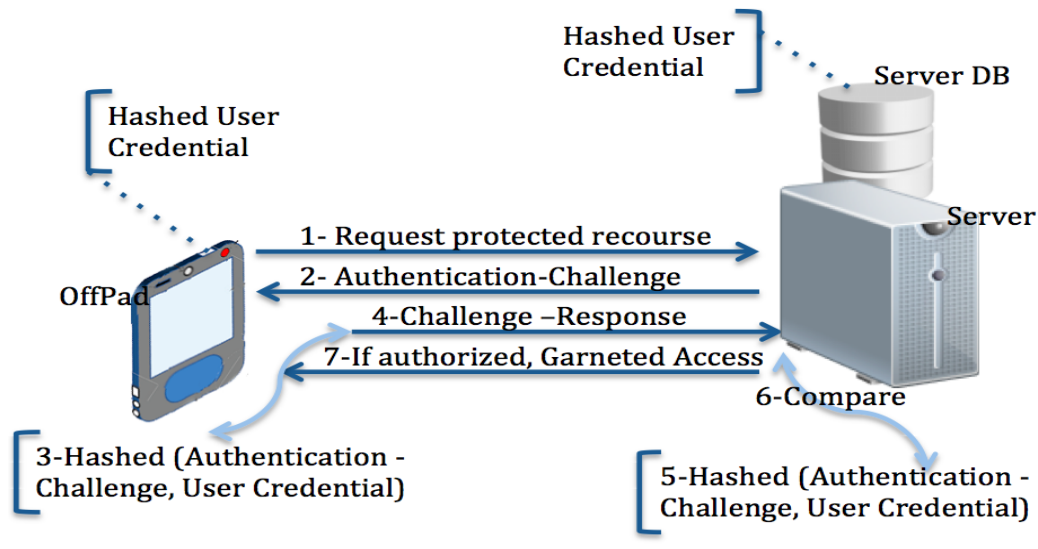 Hashed User
Credential
Server DB
Hashed User
Credential
Server
1- Request protected recourse
2- Authentication-Challenge
OffPad
4-Challenge –Response
7-If authorized, Garneted Access
6-Compare
3-Hashed (Authentication -
Challenge, User Credential)
5-Hashed (Authentication -
Challenge, User Credential)